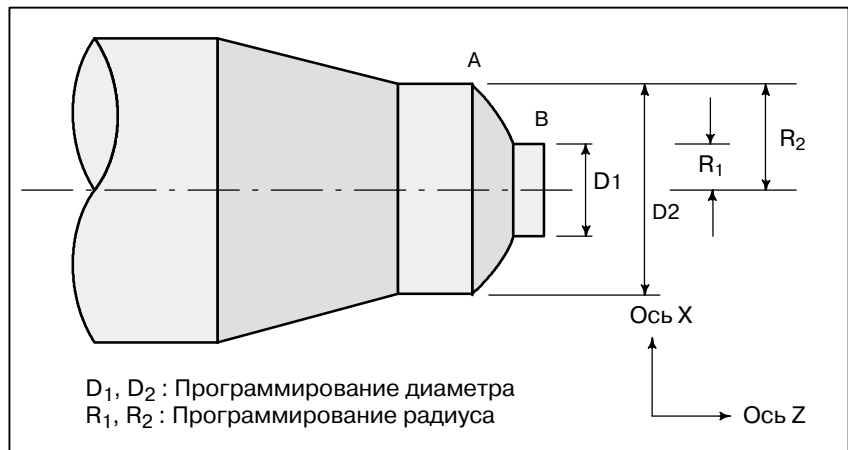 A
B
D1
R1
R2
D2
Ось X
Ось Z
D1, D2 : Программирование диаметра
R1, R2 : Программирование радиуса